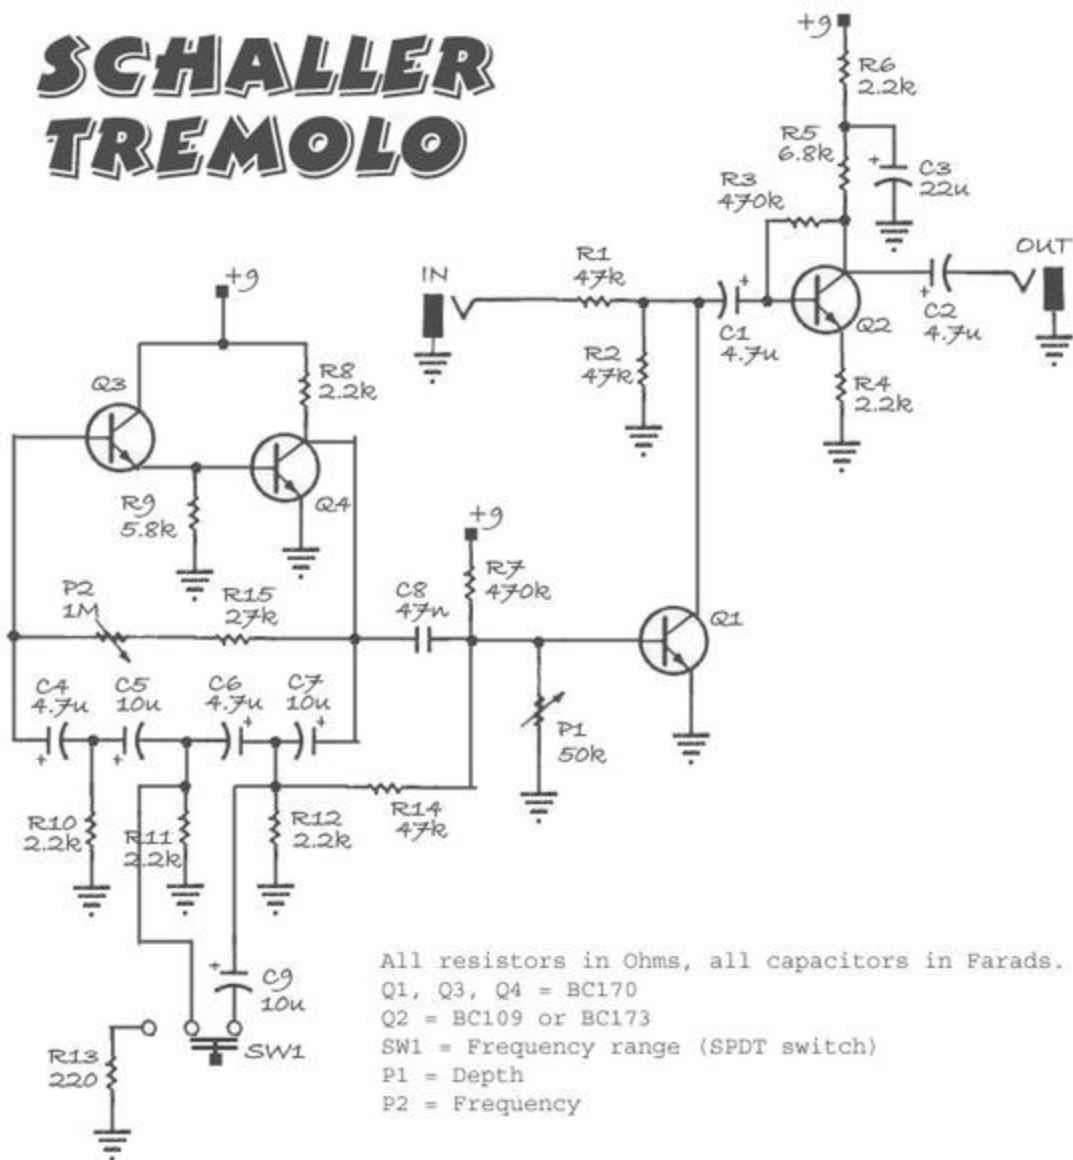 SCHALLER
TREMOLO
+9
R6
2.2k
R5
6.8k
+
C3
22u
R3
470k
OUT
R1
47k
IN
+
C1
4.7u
Q2
+
C2
4.7u
R2
47k
R4
2.2k
+9
Q3
R8
2.2k
Q4
R9
5.8k
+9
R7
470k
C8
47n
P2
1M
R15
27k
Q1
C4
4.7u
C5
10u
C6
4.7u
C7
10u
+
+
+
+
P1
50k
R14
47k
R10
2.2k
R11
2.2k
R12
2.2k
+
C9
10u
SW1
R13
220
All resistors in Ohms, all capacitors in Farads.
Q1, Q3, Q4 = BC170
Q2 = BC109 or BC173
SW1 = Frequency range (SPDT switch)
P1 = Depth
P2 = Frequency